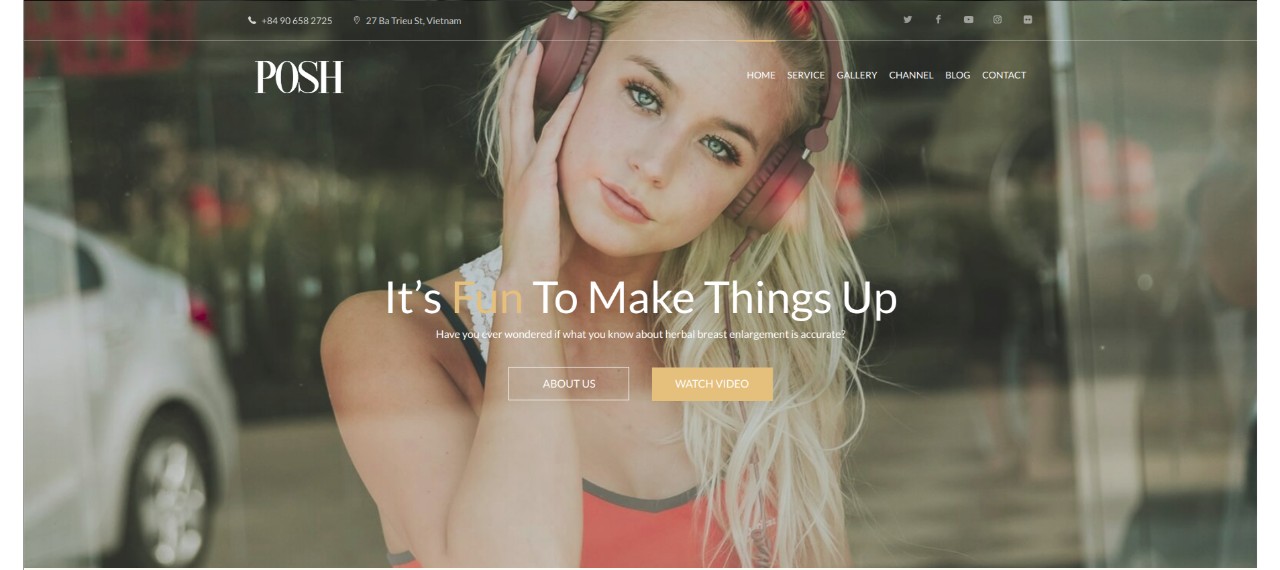 +84 90 658 2725 27 Ba Trieu St, Vietnam
POSH
HOME SERVICE GALLERY CHANNEL BLOG CONTACT
It's Fun To Make Things Up
Have you ever wondered if what you know about herbal breast enlargement is accurate?
ABOUT US WATCH VIDEO